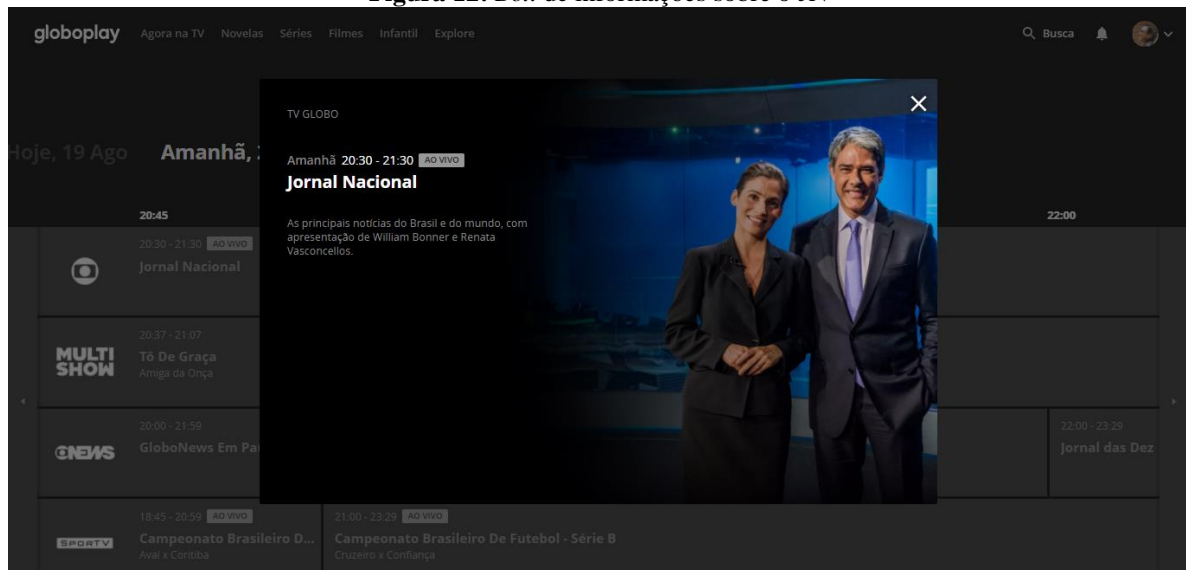 globoplay Agora na TV Novelas Séries Filmes Infantil Explore Busca
TV GLOBO
Hoje, 19 Ago Amanhã,
Amanhã 20:30 - 21:30 AO VIVO
Jornal Nacional
As principais notícias do Brasil e do mundo, com
apresentação de William Bonner e Renata
Vasconcellos.
20:45 22:00
20:30 - 21:30 AO VIVO
Jornal Nacional
MULTI
SHOW
20:37 - 21:07
Tô De Graça
Amiga da Onça
GNEWS
20:00 - 21:59
GloboNews Em
22:00 - 23:29
Jornal das Dez
SPORTV
18:45 - 20:59 AO VIVO
Campeonato Brasileiro D...
Avaí x Coritiba
21:00 - 23:29 AO VIVO
Campeonato Brasileiro De Futebol - Série B
Cruzeiro x Confiança